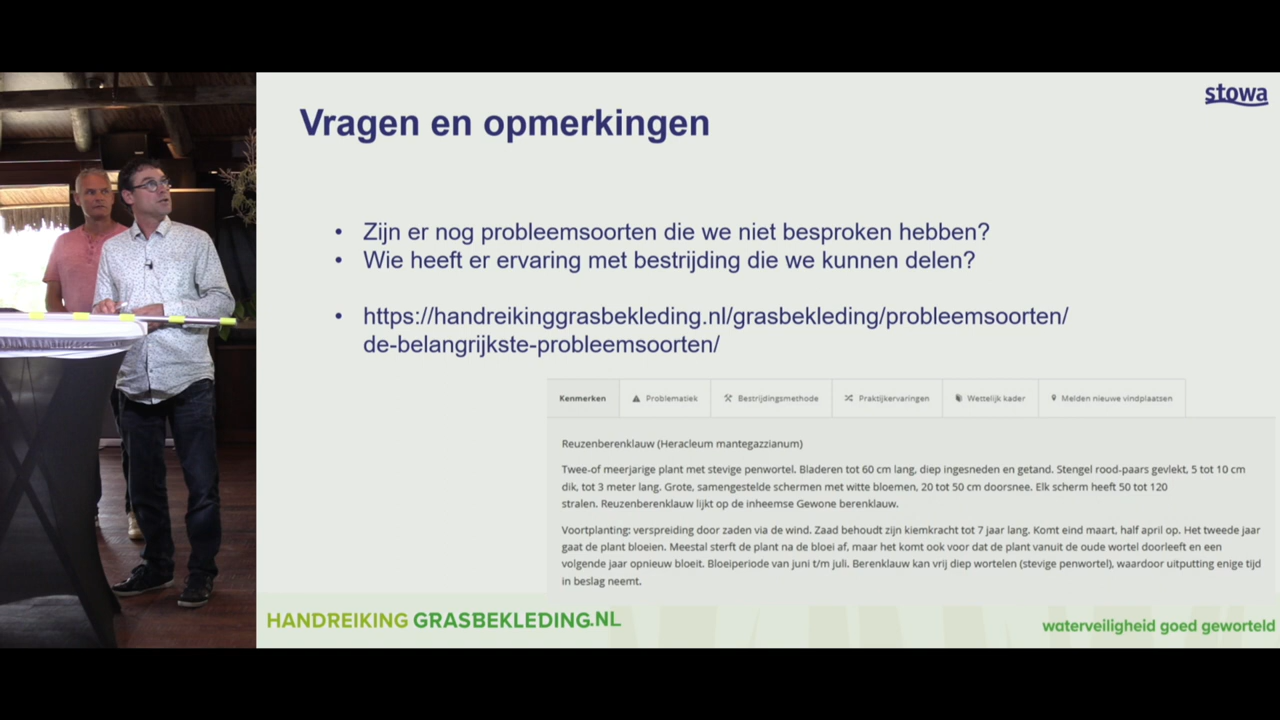 stowa
Vragen en opmerkingen
• Zijn er nog probleemsoorten die we niet besproken hebben?
• Wie heeft er ervaring met bestrijding die we kunnen delen?
• https://handreikinggrasbekleding.nl/grasbekleding/probleemsoorten/
de-belangrijkste-probleemsoorten/
Kenmerken Problematiek Bestrijdingsmethode Praktijkervaringen Wettelijk kader Melden nieuwe vindplaatsen
Reuzenberenklauw (Heracleum mantegazzianum)
Twee-of meerjarige plant met stevige penwortel. Bladeren tot 60 cm lang, diep ingesneden en getand. Stengel rood-paars gevlekt, 5 tot 10 cm
dik, tot 3 meter lang. Grote, samengestelde schermen met witte bloemen, 20 tot 50 cm doorsnee. Elk scherm heeft 50 tot 120
stralen. Reuzenberenklauw lijkt op de inheemse Gewone berenklauw.
Voortplanting: verspreiding door zaden via de wind. Zaad behoudt zijn kiemkracht tot 7 jaar lang. Komt eind maart, half april op. Het tweede jaar
gaat de plant bloeien. Meestal sterft de plant na de bloei af, maar het komt ook voor dat de plant vanuit de oude wortel doorleeft en een
volgende jaar opnieuw bloeit. Bloeiperiode van juni t/m juli. Berenklauw kan vrij diep wortelen (stevige penwortel), waardoor uitputting enige tijd
in beslag neemt.
HANDREIKING GRASBEKLEDING.NL
waterveiligheid goed geworteld